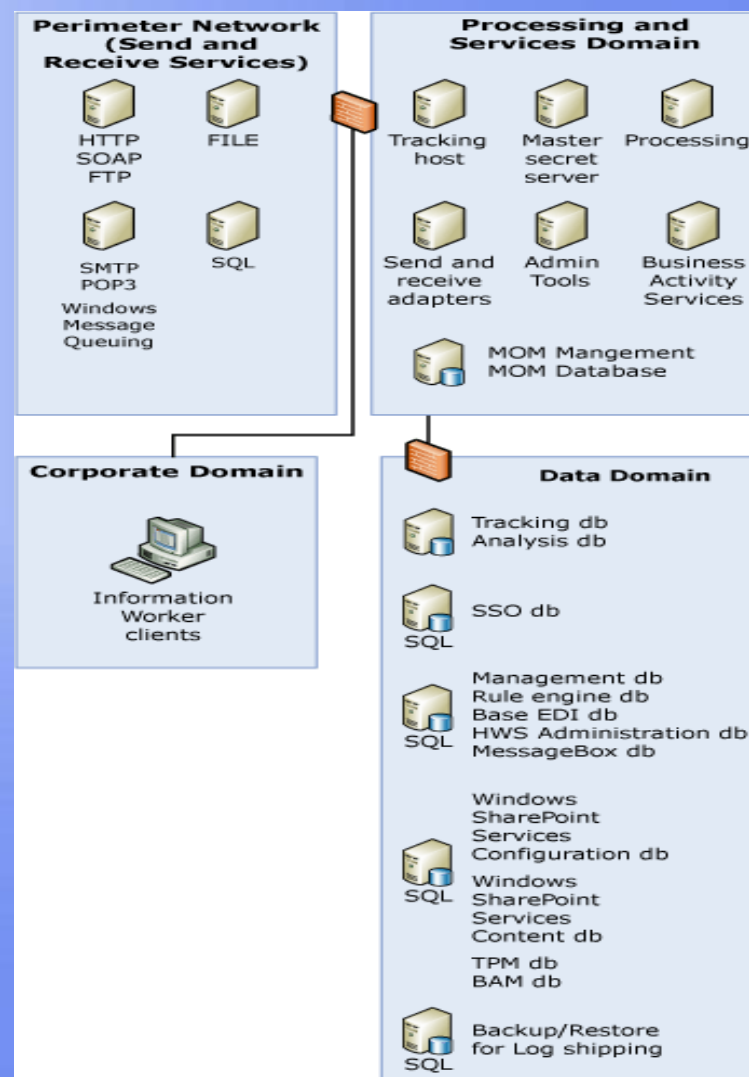 Perimeter Network
(Send and
Receive Services)
HTTP
SOAP
FTP
FILE
SMTP
POP3
Windows
Message
Queuing
SQL
Processing and
Services Domain
Tracking
host
Master
secret
server
Processing
Send and
receive
adapters
Admin
Tools
Business
Activity
Services
MOM Mangement
MOM Database
Corporate Domain
Information
Worker
clients
Data Domain
Tracking db
Analysis db
SQL
SSO db
SQL
Management db
Rule engine db
Base EDI db
HWS Administration db
MessageBox db
SQL
Windows
SharePoint
Services
Configuration db
Windows
SharePoint
Services
Content db
TPM db
BAM db
SQL
Backup/Restore
for Log shipping